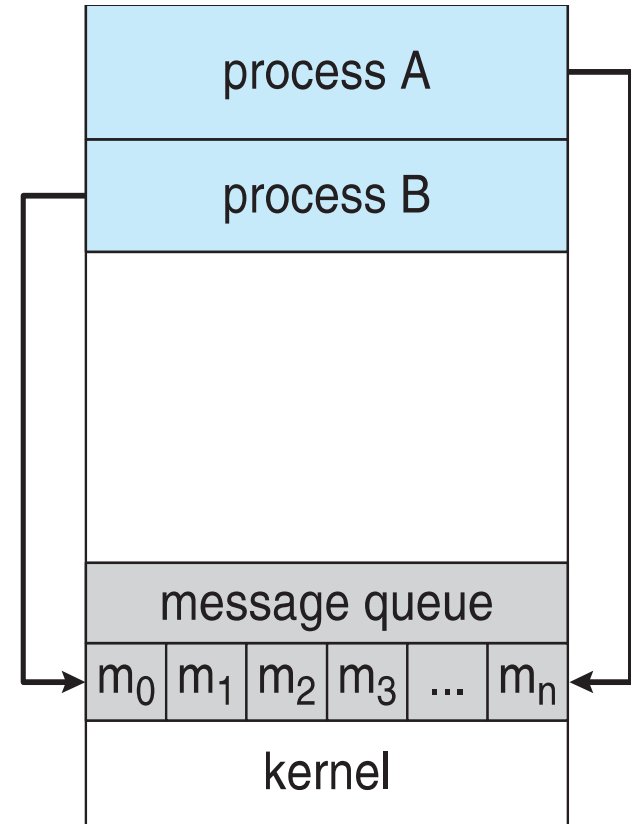 process A
process B
message queue
m₀ m₁ m₂ m₃ ... mₙ
kernel